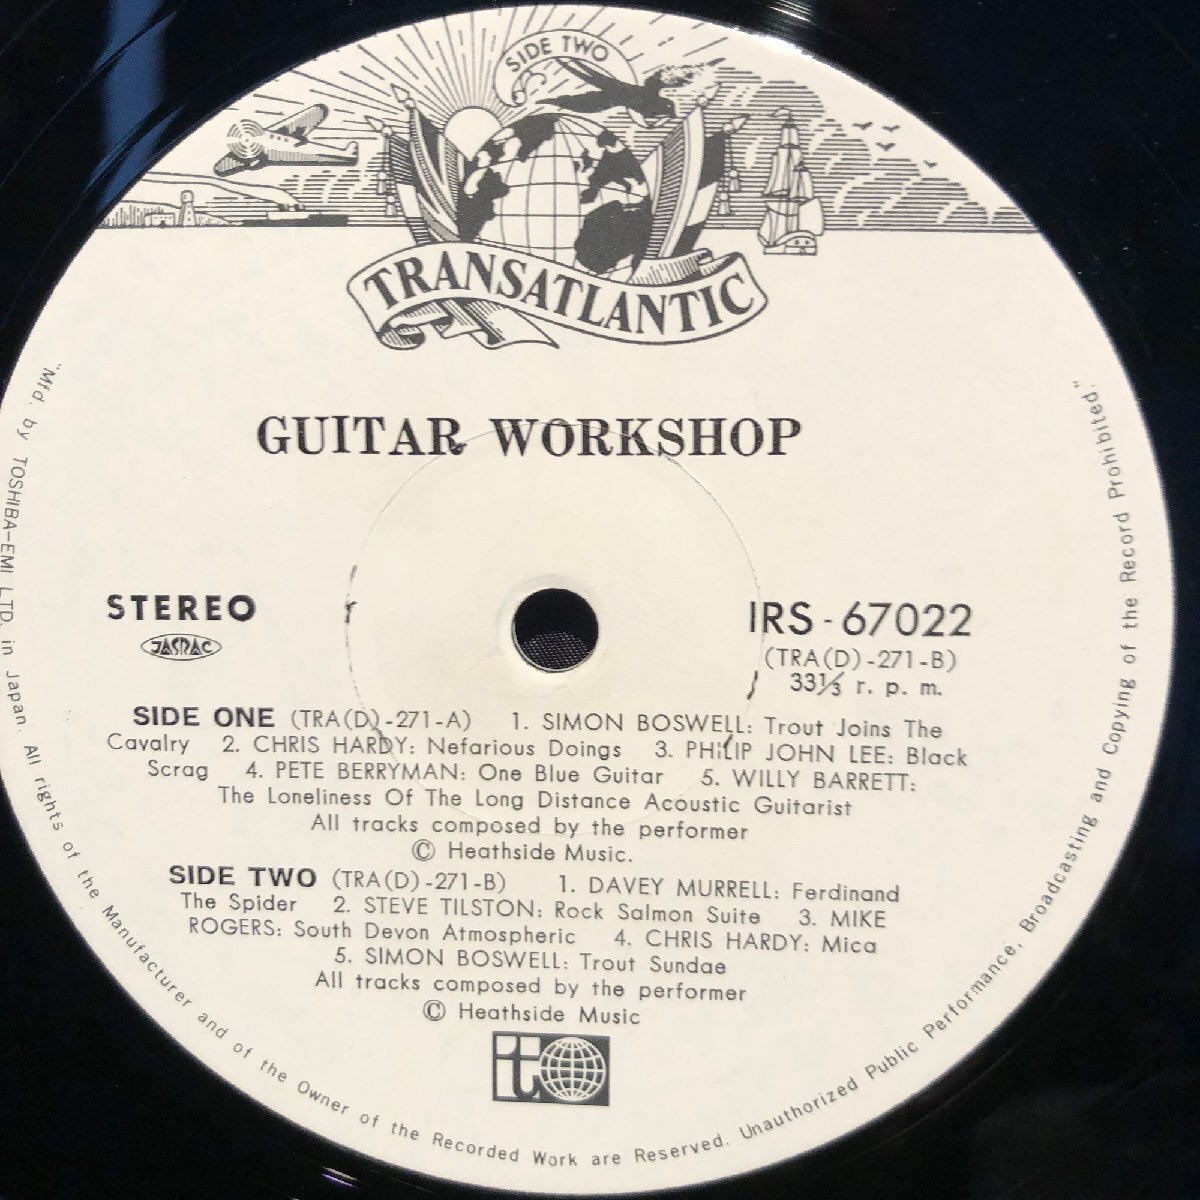 SIDE TWO
TRANSATLANTIC
GUITAR WORKSHOP
STEREO
JASRAC
IRS-67022
(TRA(D)-271-B)
33⅓ r. p. m.
SIDE ONE (TRA(D)-271-A) 1. SIMON BOSWELL: Trout Joins The
Cavalry 2. CHRIS HARDY: Nefarious Doings 3. PHILIP JOHN LEE: Black
Scrag 4. PETE BERRYMAN: One Blue Guitar 5. WILLY BARRETT:
The Loneliness Of The Long Distance Acoustic Guitarist
All tracks composed by the performer
Ⓒ Heathside Music.
SIDE TWO (TRA(D)-271-B) 1. DAVEY MURRELL: Ferdinand
The Spider 2. STEVE TILSTON: Rock Salmon Suite 3. MIKE
ROGERS: South Devon Atmospheric 4. CHRIS HARDY: Mica
5. SIMON BOSWELL: Trout Sundae
All tracks composed by the performer
Ⓒ Heathside Music
it
"Mfd. by TOSHIBA-EMI LTD. in Japan. All rights of the Manufacturer and of the Owner of the Recorded Work are Reserved. Unauthorized Public Performance, Broadcasting and Copying of the Record Prohibited."